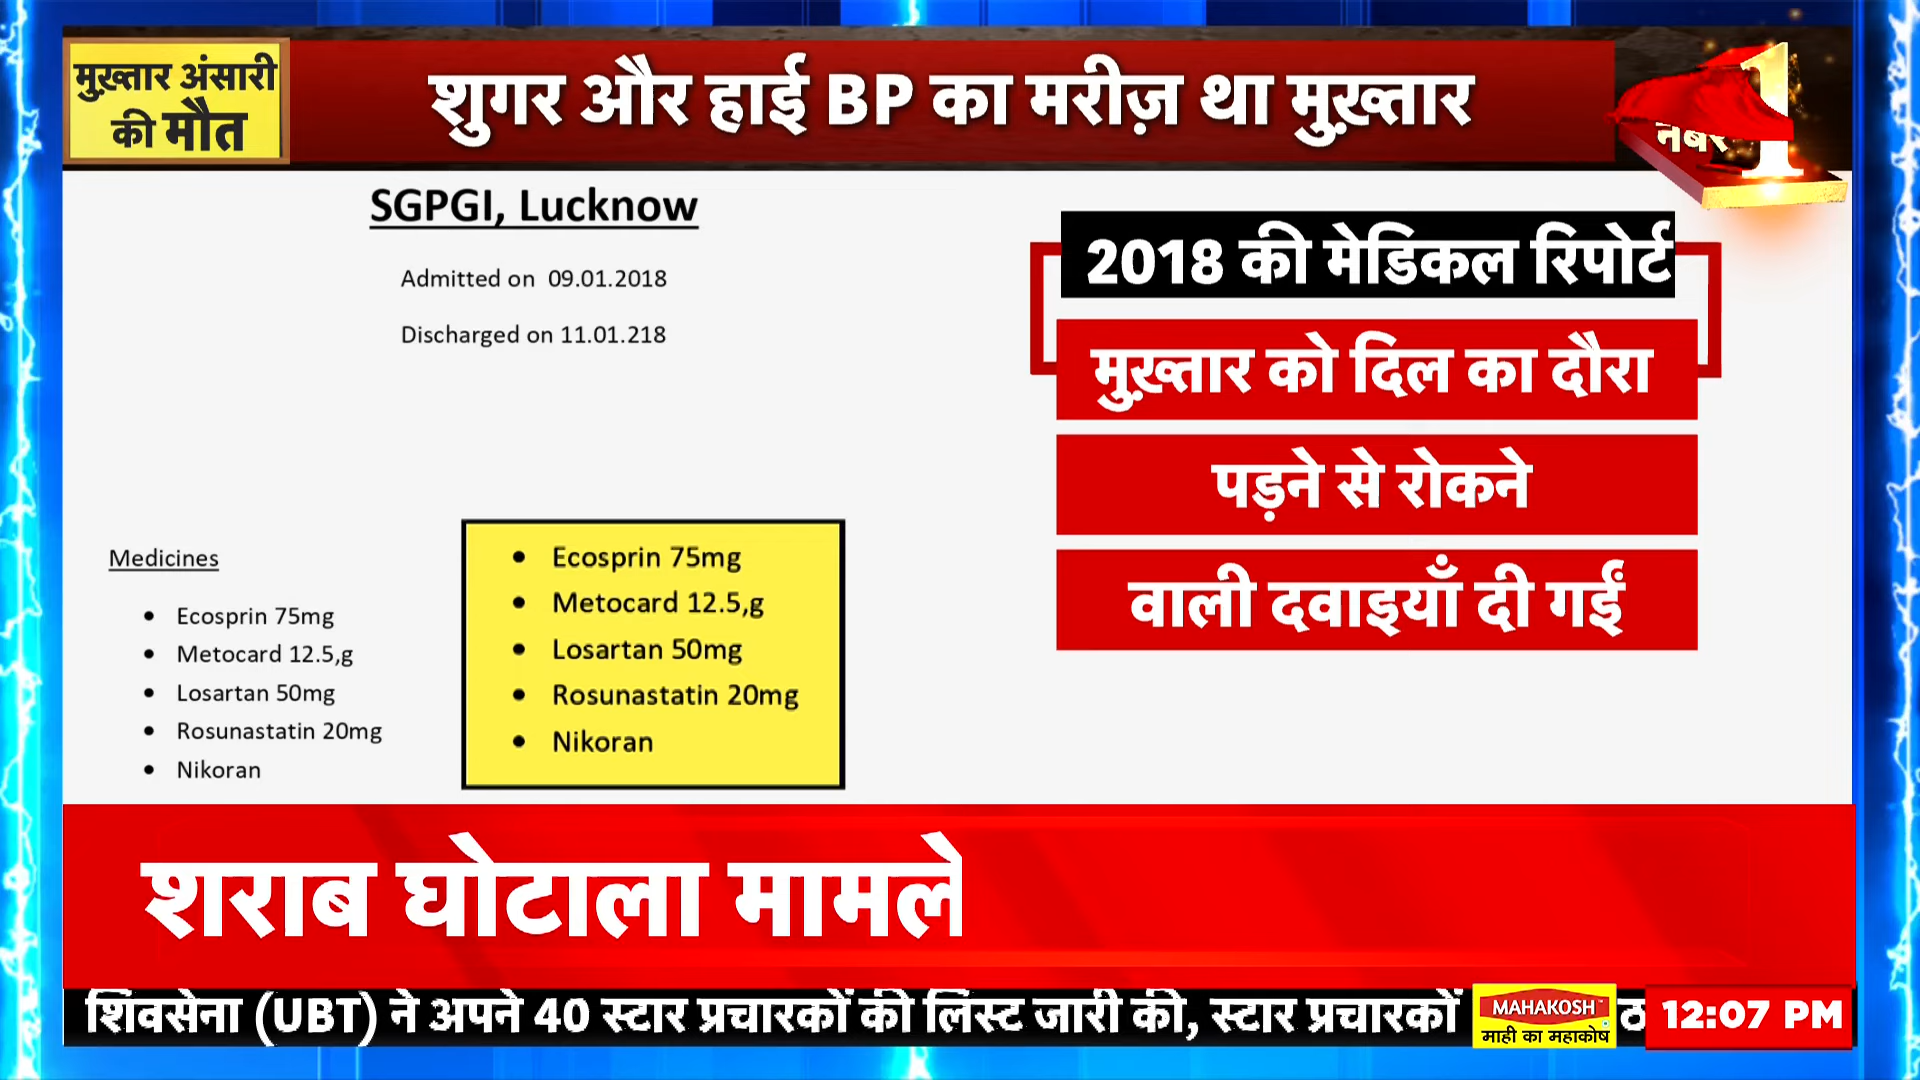 मुख़्तार अंसारी
की मौत
शुगर और हाई BP का मरीज़ था मुख़्तार
नंबर 1
SGPGI, Lucknow
Admitted on 09.01.2018
Discharged on 11.01.218
2018 की मेडिकल रिपोर्ट
मुख़्तार को दिल का दौरा
पड़ने से रोकने
वाली दवाइयाँ दी गईं
Medicines
• Ecosprin 75mg
• Metocard 12.5,g
• Losartan 50mg
• Rosunastatin 20mg
• Nikoran
• Ecosprin 75mg
• Metocard 12.5,g
• Losartan 50mg
• Rosunastatin 20mg
• Nikoran
शराब घोटाला मामले
शिवसेना (UBT) ने अपने 40 स्टार प्रचारकों की लिस्ट जारी की, स्टार प्रचारकों
MAHAKOSH
माही का महाकोष
12:07 PM